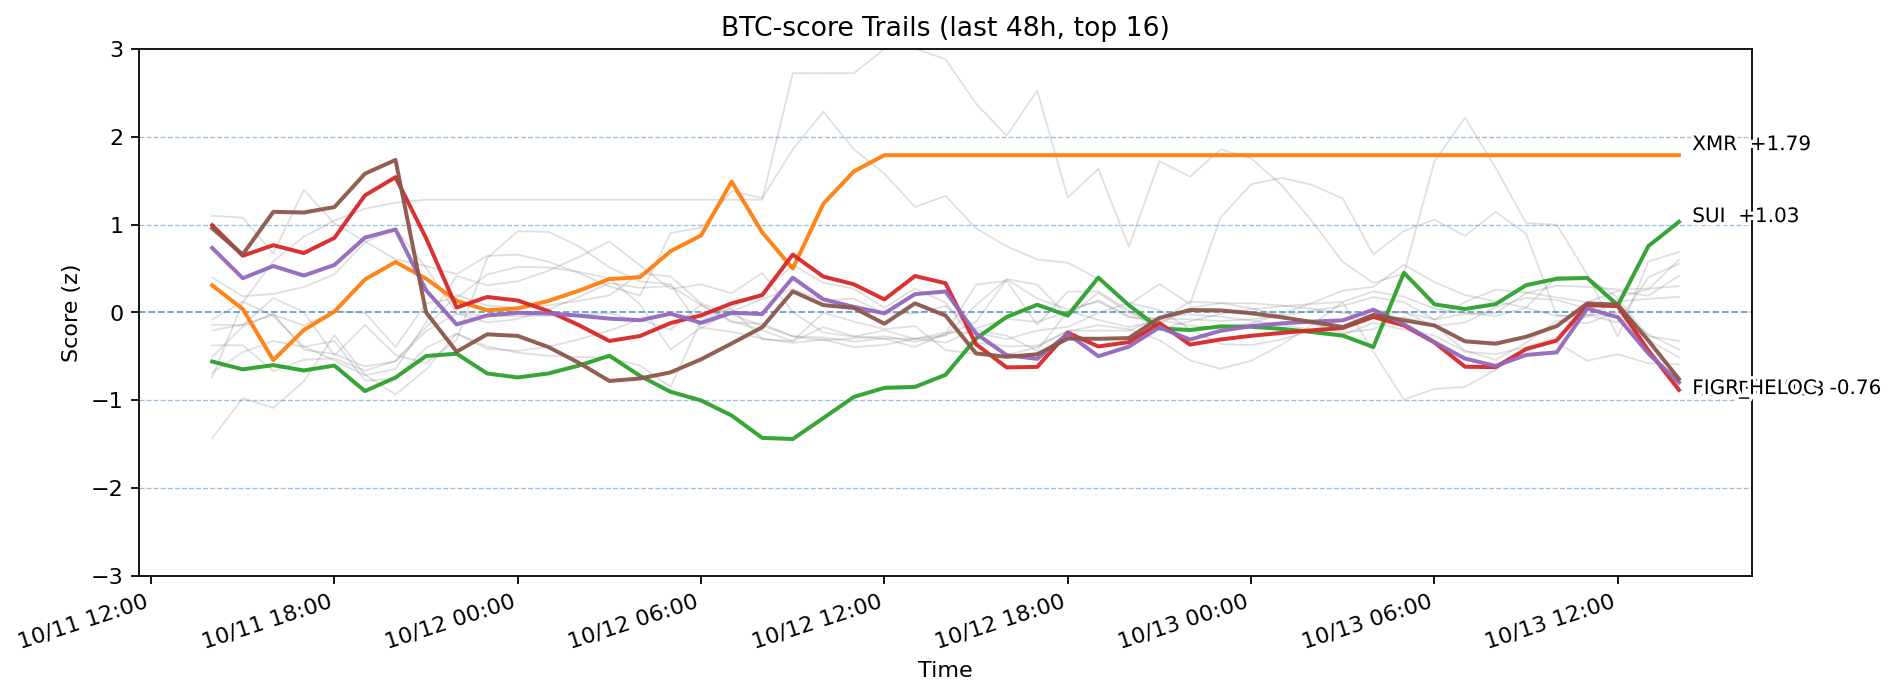 BTC-score Trails (last 48h, top 16)
Score (z)
3
2
1
0
−1
−2
−3
XMR +1.79
SUI +1.03
FIGR_HELOC -0.76
10/11 12:00
10/11 18:00
10/12 00:00
10/12 06:00
10/12 12:00
10/12 18:00
10/13 00:00
10/13 06:00
10/13 12:00
Time